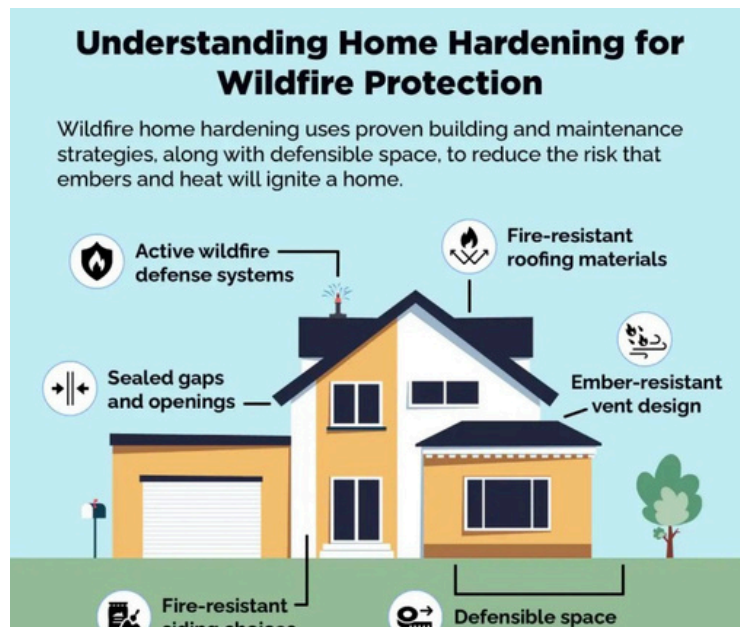 Understanding Home Hardening for
Wildfire Protection
Wildfire home hardening uses proven building and maintenance
strategies, along with defensible space, to reduce the risk that
embers and heat will ignite a home.
Active wildfire
defense systems
Fire-resistant
roofing materials
Sealed gaps
and openings
Ember-resistant
vent design
Fire-resistant
siding choices
Defensible space